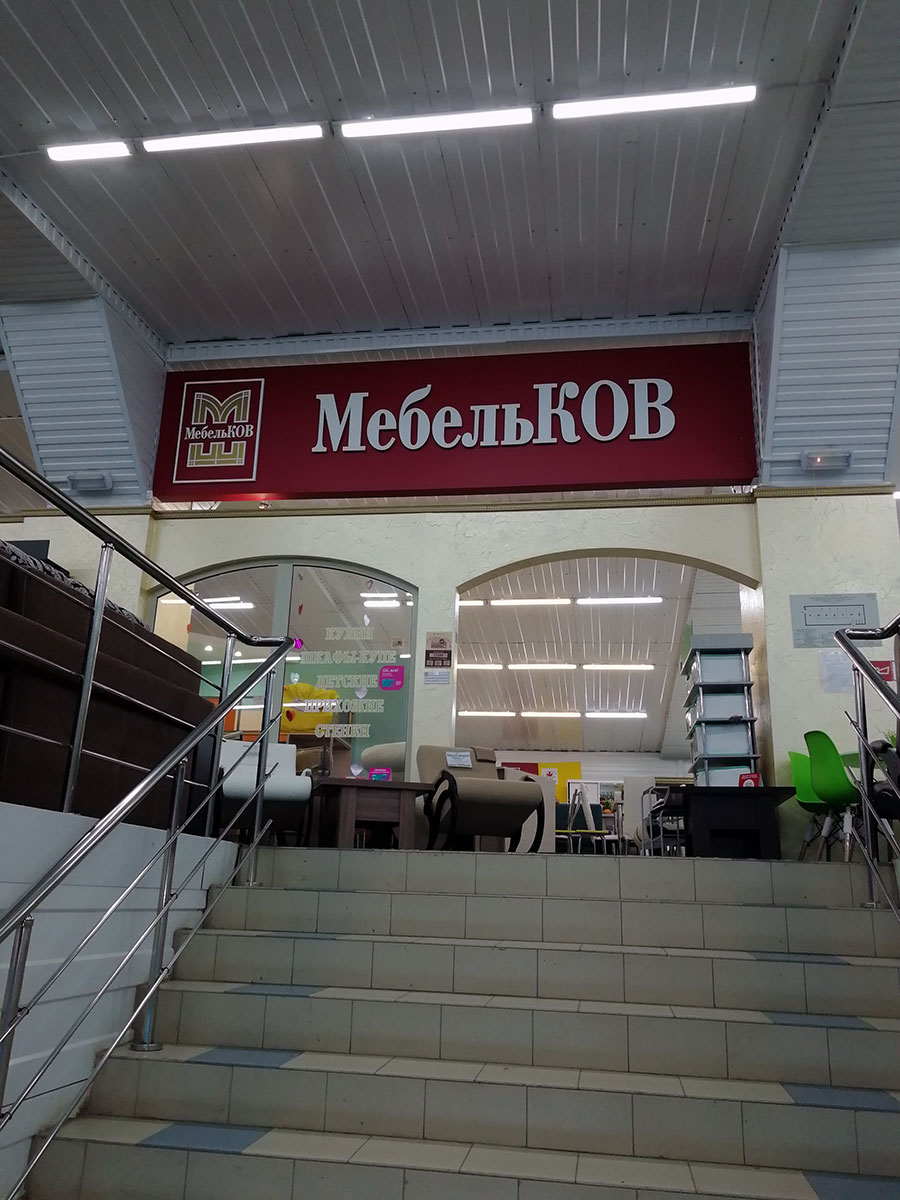 МебельКОВ
МебельКОВ
КУХНИ
ШКАФЫ-КУПЕ
ДЕТСКИЕ
ПРИХОЖИЕ
СТЕНКИ